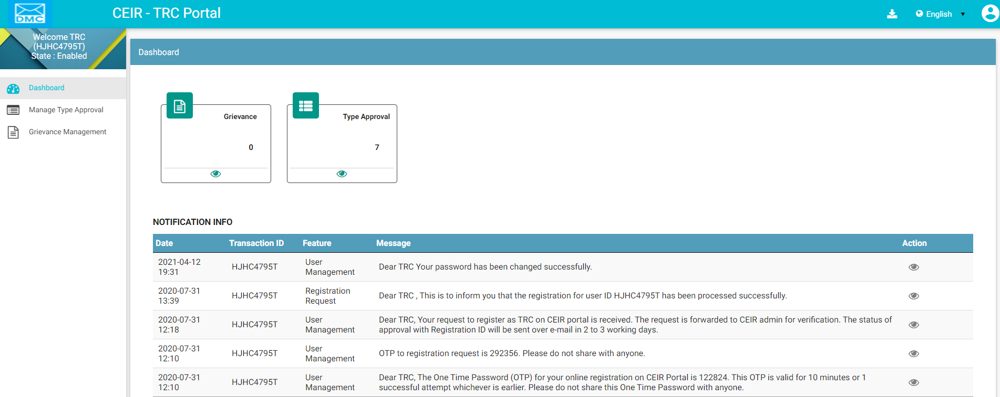 DMC
CEIR - TRC Portal
English
Welcome TRC
(HJHC4795T)
State : Enabled
Dashboard
Manage Type Approval
Grievance Management
Dashboard
Grievance
0
Type Approval
7
NOTIFICATION INFO
Date Transaction ID Feature Message Action
2021-04-12
19:31
HJHC4795T
User
Management
Dear TRC Your password has been changed successfully.
2020-07-31
13:39
HJHC4795T
Registration
Request
Dear TRC , This is to inform you that the registration for user ID HJHC4795T has been processed successfully.
2020-07-31
12:18
HJHC4795T
User
Management
Dear TRC, Your request to register as TRC on CEIR portal is received. The request is forwarded to CEIR admin for verification. The status of
approval with Registration ID will be sent over e-mail in 2 to 3 working days.
2020-07-31
12:10
HJHC4795T
User
Management
OTP to registration request is 292356. Please do not share with anyone.
2020-07-31
12:10
HJHC4795T
User
Management
Dear TRC, The One Time Password (OTP) for your online registration on CEIR Portal is 122824. This OTP is valid for 10 minutes or 1
successful attempt whichever is earlier. Please do not share this One Time Password with anyone.